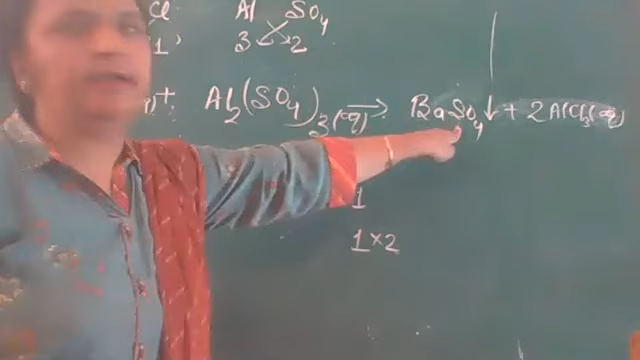 Cl Al SO₄
1 3 2
+ Al₂(SO₄)₃(aq) → BaSO₄↓ + 2AlCl₃(aq)
1
1×2